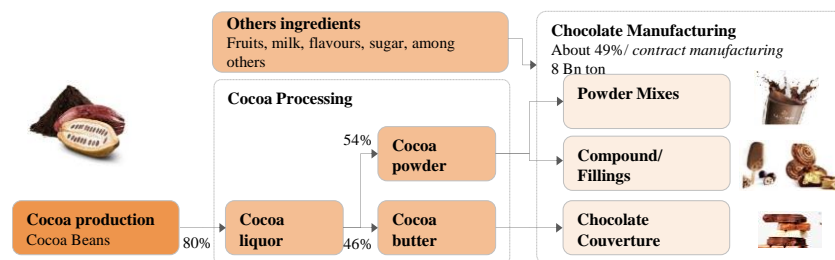 Others ingredients
Fruits, milk, flavours, sugar, among
others
Chocolate Manufacturing
About 49%/ contract manufacturing
8 Bn ton
Cocoa Processing
Powder Mixes
54%
Cocoa
powder
Compound/
Fillings
Cocoa production
Cocoa Beans
80%
Cocoa
liquor
46%
Cocoa
butter
Chocolate
Couverture